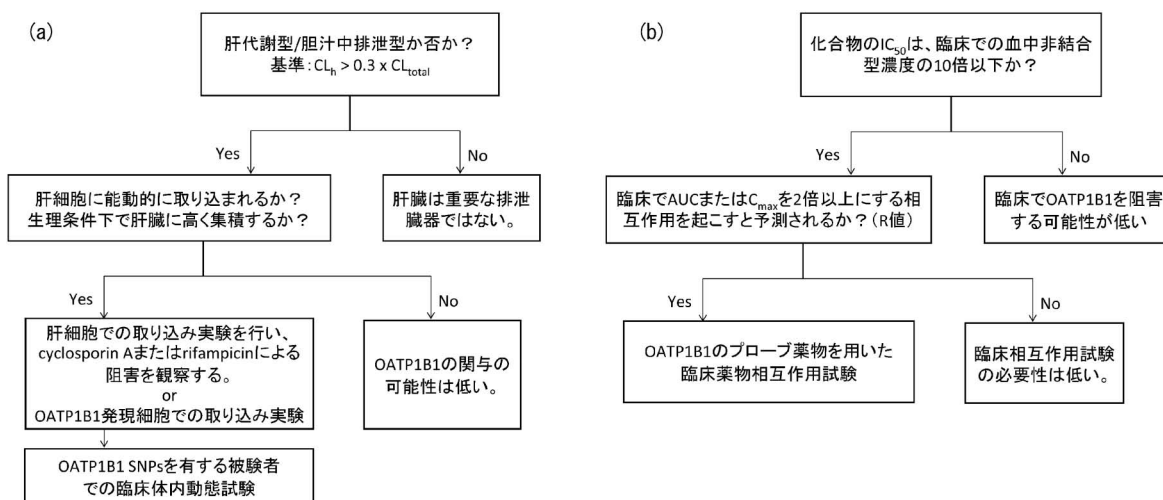 (a)
肝代謝型/胆汁中排泄型か否か?
基準:CLh > 0.3 x CLtotal
Yes
No
肝細胞に能動的に取り込まれるか?
生理条件下で肝臓に高く集積するか?
肝臓は重要な排泄
臓器ではない。
Yes
No
肝細胞での取り込み実験を行い、
cyclosporin Aまたはrifampicinによる
阻害を観察する。
or
OATP1B1発現細胞での取り込み実験
OATP1B1の関与の
可能性は低い。
OATP1B1 SNPsを有する被験者
での臨床体内動態試験
(b)
化合物のIC50は、臨床での血中非結合
型濃度の10倍以下か?
Yes
No
臨床でAUCまたはCmaxを2倍以上にする相
互作用を起こすと予測されるか?(R値)
臨床でOATP1B1を阻害
する可能性が低い
Yes
No
OATP1B1のプローブ薬物を用いた
臨床薬物相互作用試験
臨床相互作用試験
の必要性は低い。